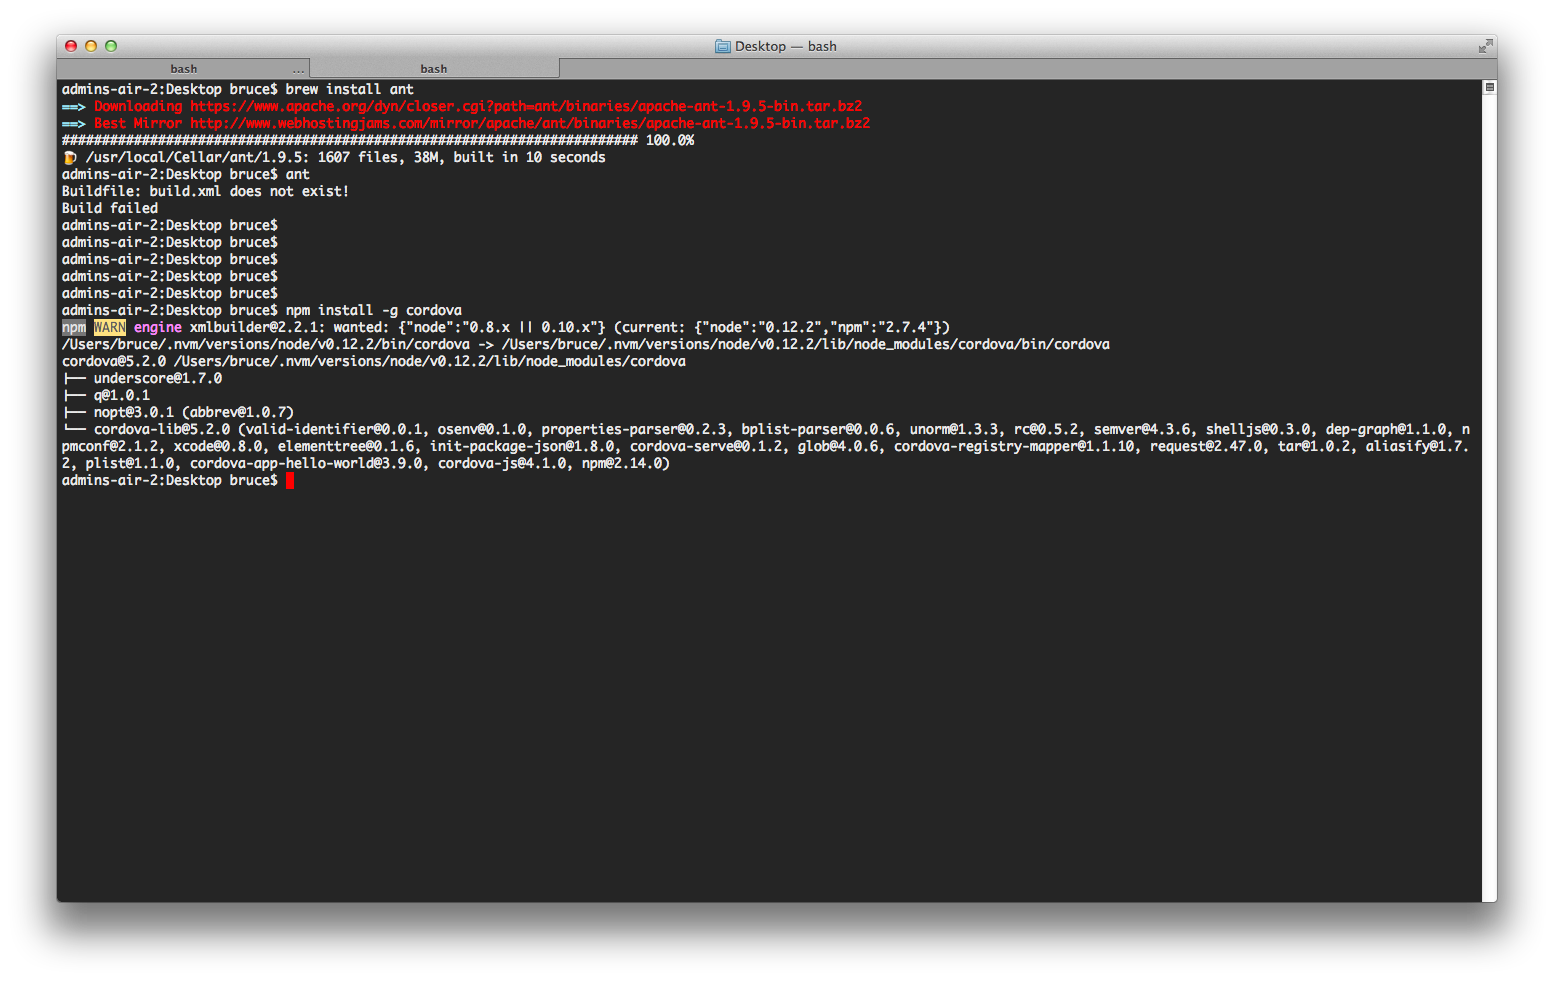 Desktop — bash
bash ... bash
admins-air-2:Desktop bruce$ brew install ant
==> Downloading https://www.apache.org/dyn/closer.cgi?path=ant/binaries/apache-ant-1.9.5-bin.tar.bz2
==> Best Mirror http://www.webhostingjams.com/mirror/apache/ant/binaries/apache-ant-1.9.5-bin.tar.bz2
######################################################################## 100.0%
🍺 /usr/local/Cellar/ant/1.9.5: 1607 files, 38M, built in 10 seconds
admins-air-2:Desktop bruce$ ant
Buildfile: build.xml does not exist!
Build failed
admins-air-2:Desktop bruce$
admins-air-2:Desktop bruce$
admins-air-2:Desktop bruce$
admins-air-2:Desktop bruce$
admins-air-2:Desktop bruce$
admins-air-2:Desktop bruce$ npm install -g cordova
npm WARN engine xmlbuilder@2.2.1: wanted: {"node":"0.8.x || 0.10.x"} (current: {"node":"0.12.2","npm":"2.7.4"})
/Users/bruce/.nvm/versions/node/v0.12.2/bin/cordova -> /Users/bruce/.nvm/versions/node/v0.12.2/lib/node_modules/cordova/bin/cordova
cordova@5.2.0 /Users/bruce/.nvm/versions/node/v0.12.2/lib/node_modules/cordova
├── underscore@1.7.0
├── q@1.0.1
├── nopt@3.0.1 (abbrev@1.0.7)
└── cordova-lib@5.2.0 (valid-identifier@0.0.1, osenv@0.1.0, properties-parser@0.2.3, bplist-parser@0.0.6, unorm@1.3.3, rc@0.5.2, semver@4.3.6, shelljs@0.3.0, dep-graph@1.1.0, n
pmconf@2.1.2, xcode@0.8.0, elementtree@0.1.6, init-package-json@1.8.0, cordova-serve@0.1.2, glob@4.0.6, cordova-registry-mapper@1.1.10, request@2.47.0, tar@1.0.2, aliasify@1.7.
2, plist@1.1.0, cordova-app-hello-world@3.9.0, cordova-js@4.1.0, npm@2.14.0)
admins-air-2:Desktop bruce$